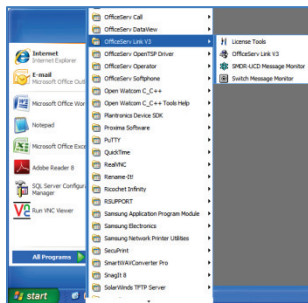 Internet
Internet Explorer
E-mail
Microsoft Office Outl
Microsoft Office Wor
Notepad
Microsoft Office Exce
Adobe Reader 8
SQL Server Configur
Manager
Run VNC Viewer
All Programs
start
OfficeServ Call
OfficeServ DataView
OfficeServ Link V3
OfficeServ OpenTSP Driver
OfficeServ Operator
OfficeServ Softphone
Open Watcom C_C++
Open Watcom C_C++ Tools Help
Plantronics Device SDK
Proxima Software
PuTTY
QuickTime
RealVNC
Rename-It!
Ricochet Infinity
RSUPPORT
Samsung Application Program Module
Samsung Electronics
Samsung Network Printer Utilities
SecuPrint
SmartWAVConverter Pro
SnagIt 8
SolarWinds TFTP Server
License Tools
OfficeServ Link V3
SMDR-UCD Message Monitor
Switch Message Monitor